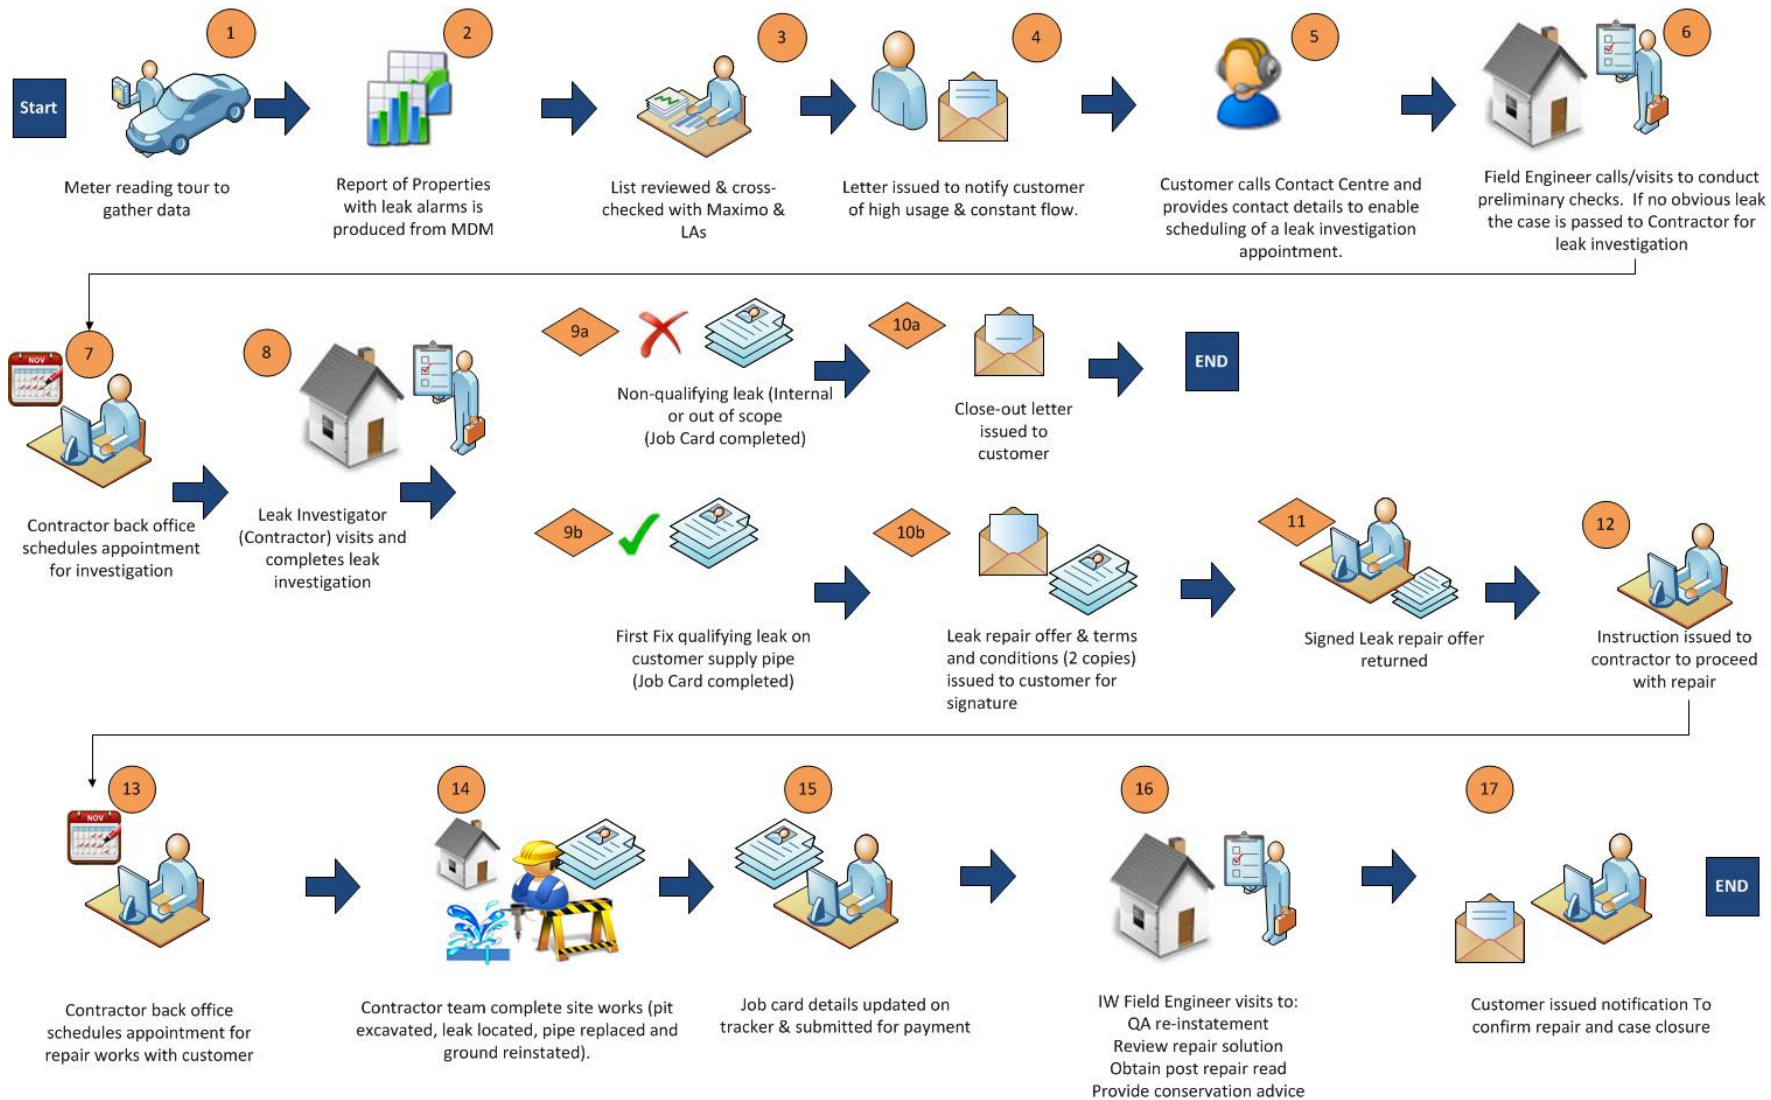 1
2
3
4
5
6
Start
Meter reading tour to
gather data
Report of Properties
with leak alarms is
produced from MDM
List reviewed & cross-
checked with Maximo &
LAs
Letter issued to notify customer
of high usage & constant flow.
Customer calls Contact Centre and
provides contact details to enable
scheduling of a leak investigation
appointment.
Field Engineer calls/visits to conduct
preliminary checks.  If no obvious leak
the case is passed to Contractor for
leak investigation
7
NOV
Contractor back office
schedules appointment
for investigation
8
Leak Investigator
(Contractor) visits and
completes leak
investigation
9a
Non-qualifying leak (Internal
or out of scope
(Job Card completed)
10a
Close-out letter
issued to
customer
END
9b
First Fix qualifying leak on
customer supply pipe
(Job Card completed)
10b
Leak repair offer & terms
and conditions (2 copies)
issued to customer for
signature
11
Signed Leak repair offer
returned
12
Instruction issued to
contractor to proceed
with repair
13
NOV
Contractor back office
schedules appointment for
repair works with customer
14
Contractor team complete site works (pit
excavated, leak located, pipe replaced and
ground reinstated).
15
Job card details updated on
tracker & submitted for payment
16
IW Field Engineer visits to:
QA re-instatement
Review repair solution
Obtain post repair read
Provide conservation advice
17
Customer issued notification To
confirm repair and case closure
END